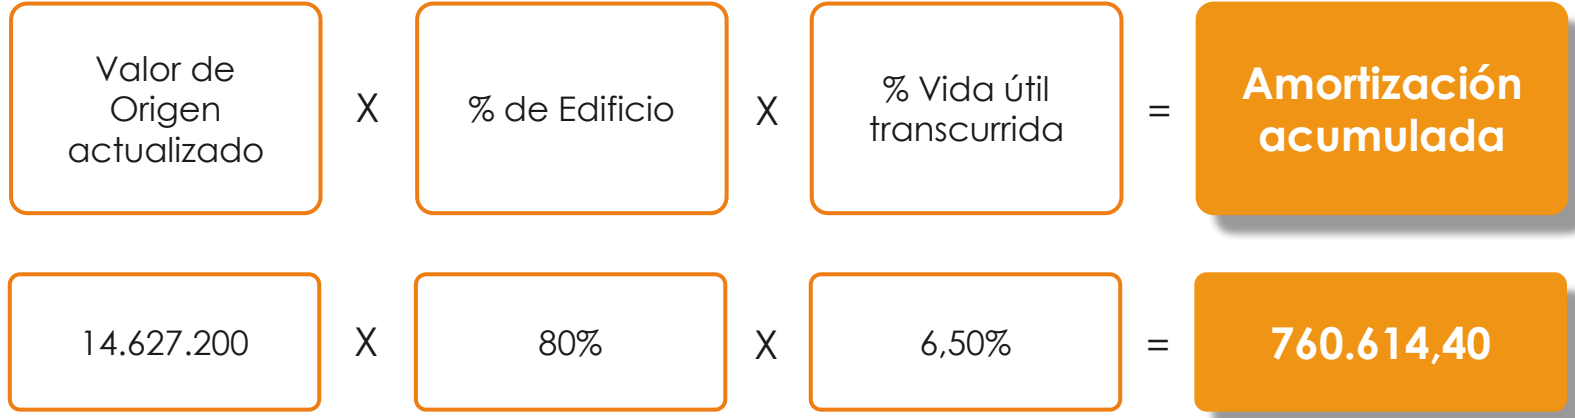 Valor de
Origen
actualizado
X
% de Edificio
X
% Vida útil
transcurrida
=
Amortización
acumulada
14.627.200
X
80%
X
6,50%
=
760.614,40